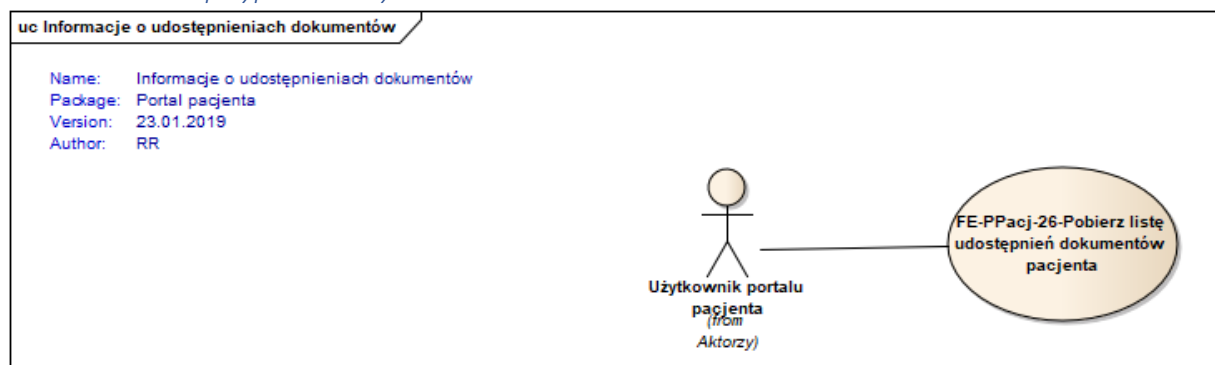 uc Informacje o udostępnieniach dokumentów
Name: Informacje o udostępnieniach dokumentów
Package: Portal pacjenta
Version: 23.01.2019
Author: RR
FE-PPacj-26-Pobierz listę
udostępnień dokumentów
pacjenta
Użytkownik portalu
pacjenta
(from
Aktorzy)